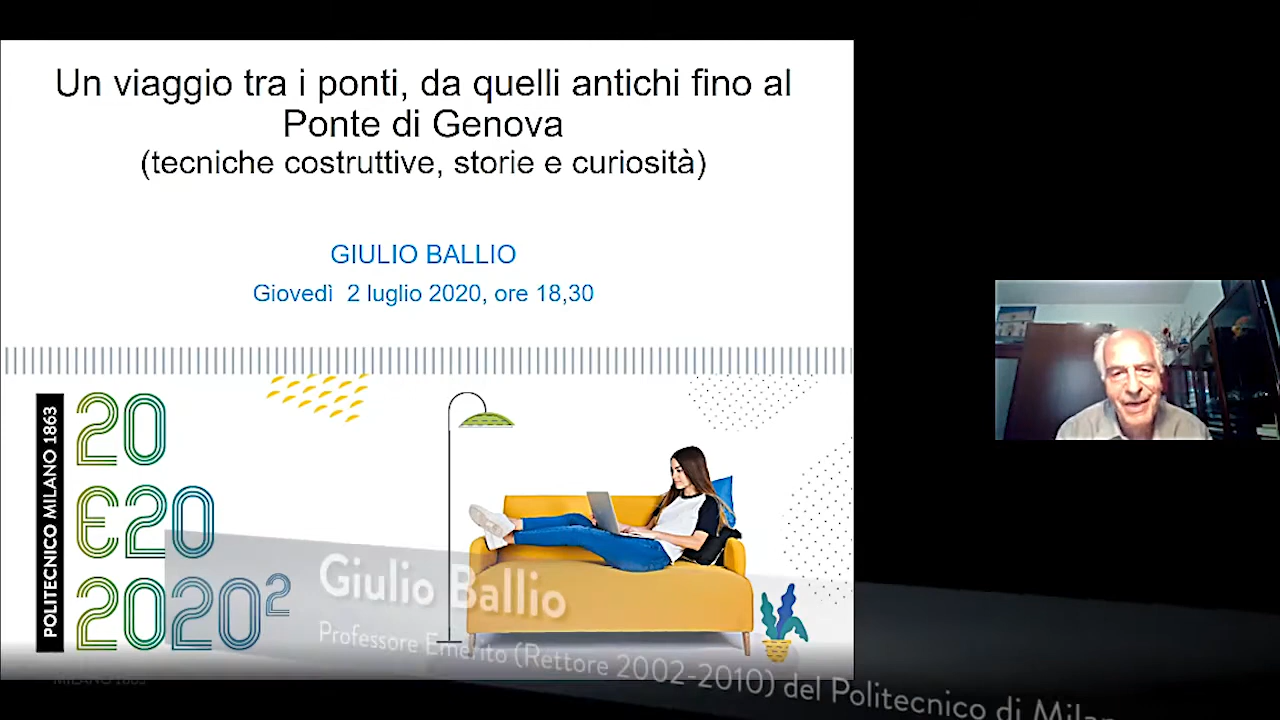 Un viaggio tra i ponti, da quelli antichi fino al
Ponte di Genova
(tecniche costruttive, storie e curiosità)
GIULIO BALLIO
Giovedì 2 luglio 2020, ore 18,30
POLITECNICO MILANO 1863
20
€20
2020²
Giulio Ballio
Professore Emerito (Rettore 2002-2010) del Politecnico di
MILANO 1863